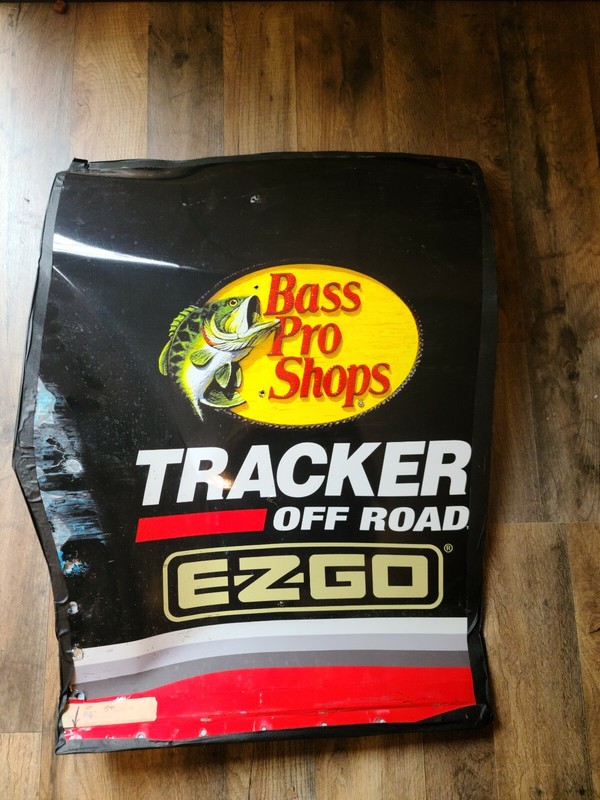 Bass
Pro
Shops
TRACKER
OFF ROAD
E-Z-GO®